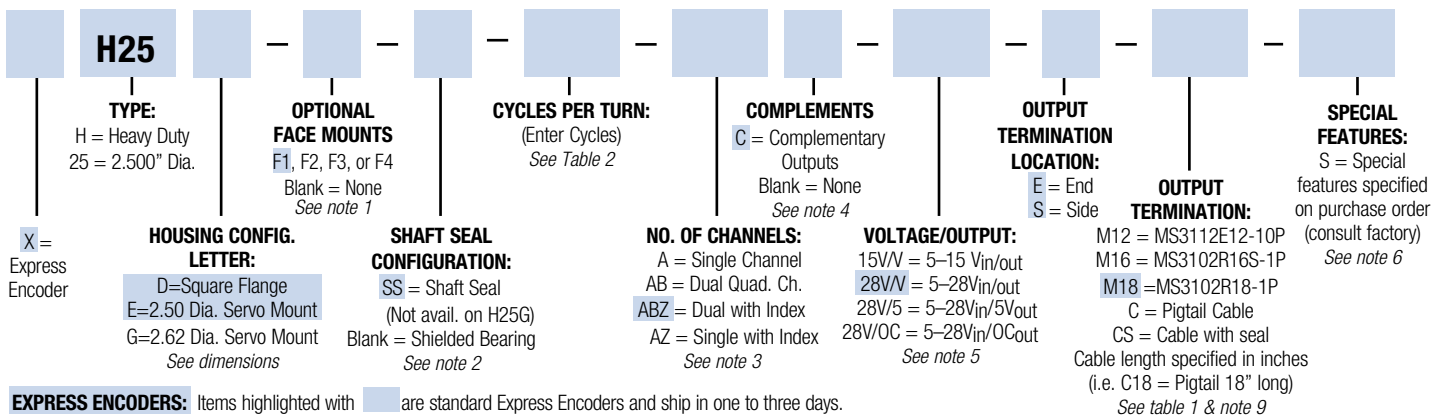 H25 – – – – – – – –
TYPE:
H = Heavy Duty
25 = 2.500" Dia.
OPTIONAL
FACE MOUNTS
F1, F2, F3, or F4
Blank = None
See note 1
CYCLES PER TURN:
(Enter Cycles)
See Table 2
COMPLEMENTS
C = Complementary
Outputs
Blank = None
See note 4
OUTPUT
TERMINATION
LOCATION:
E = End
S = Side
SPECIAL
FEATURES:
S = Special
features specified
on purchase order
(consult factory)
See note 6
X =
Express
Encoder
HOUSING CONFIG.
LETTER:
D=Square Flange
E=2.50 Dia. Servo Mount
G=2.62 Dia. Servo Mount
See dimensions
SHAFT SEAL
CONFIGURATION:
SS = Shaft Seal
(Not avail. on H25G)
Blank = Shielded Bearing
See note 2
NO. OF CHANNELS:
A = Single Channel
AB = Dual Quad. Ch.
ABZ = Dual with Index
AZ = Single with Index
See note 3
VOLTAGE/OUTPUT:
15V/V = 5–15 Vin/out
28V/V = 5–28Vin/out
28V/5 = 5–28Vin/5Vout
28V/OC = 5–28Vin/OCout
See note 5
OUTPUT
TERMINATION:
M12 = MS3112E12-10P
M16 = MS3102R16S-1P
M18 =MS3102R18-1P
C = Pigtail Cable
CS = Cable with seal
Cable length specified in inches
(i.e. C18 = Pigtail 18" long)
See table 1 & note 9
EXPRESS ENCODERS: Items highlighted with are standard Express Encoders and ship in one to three days.